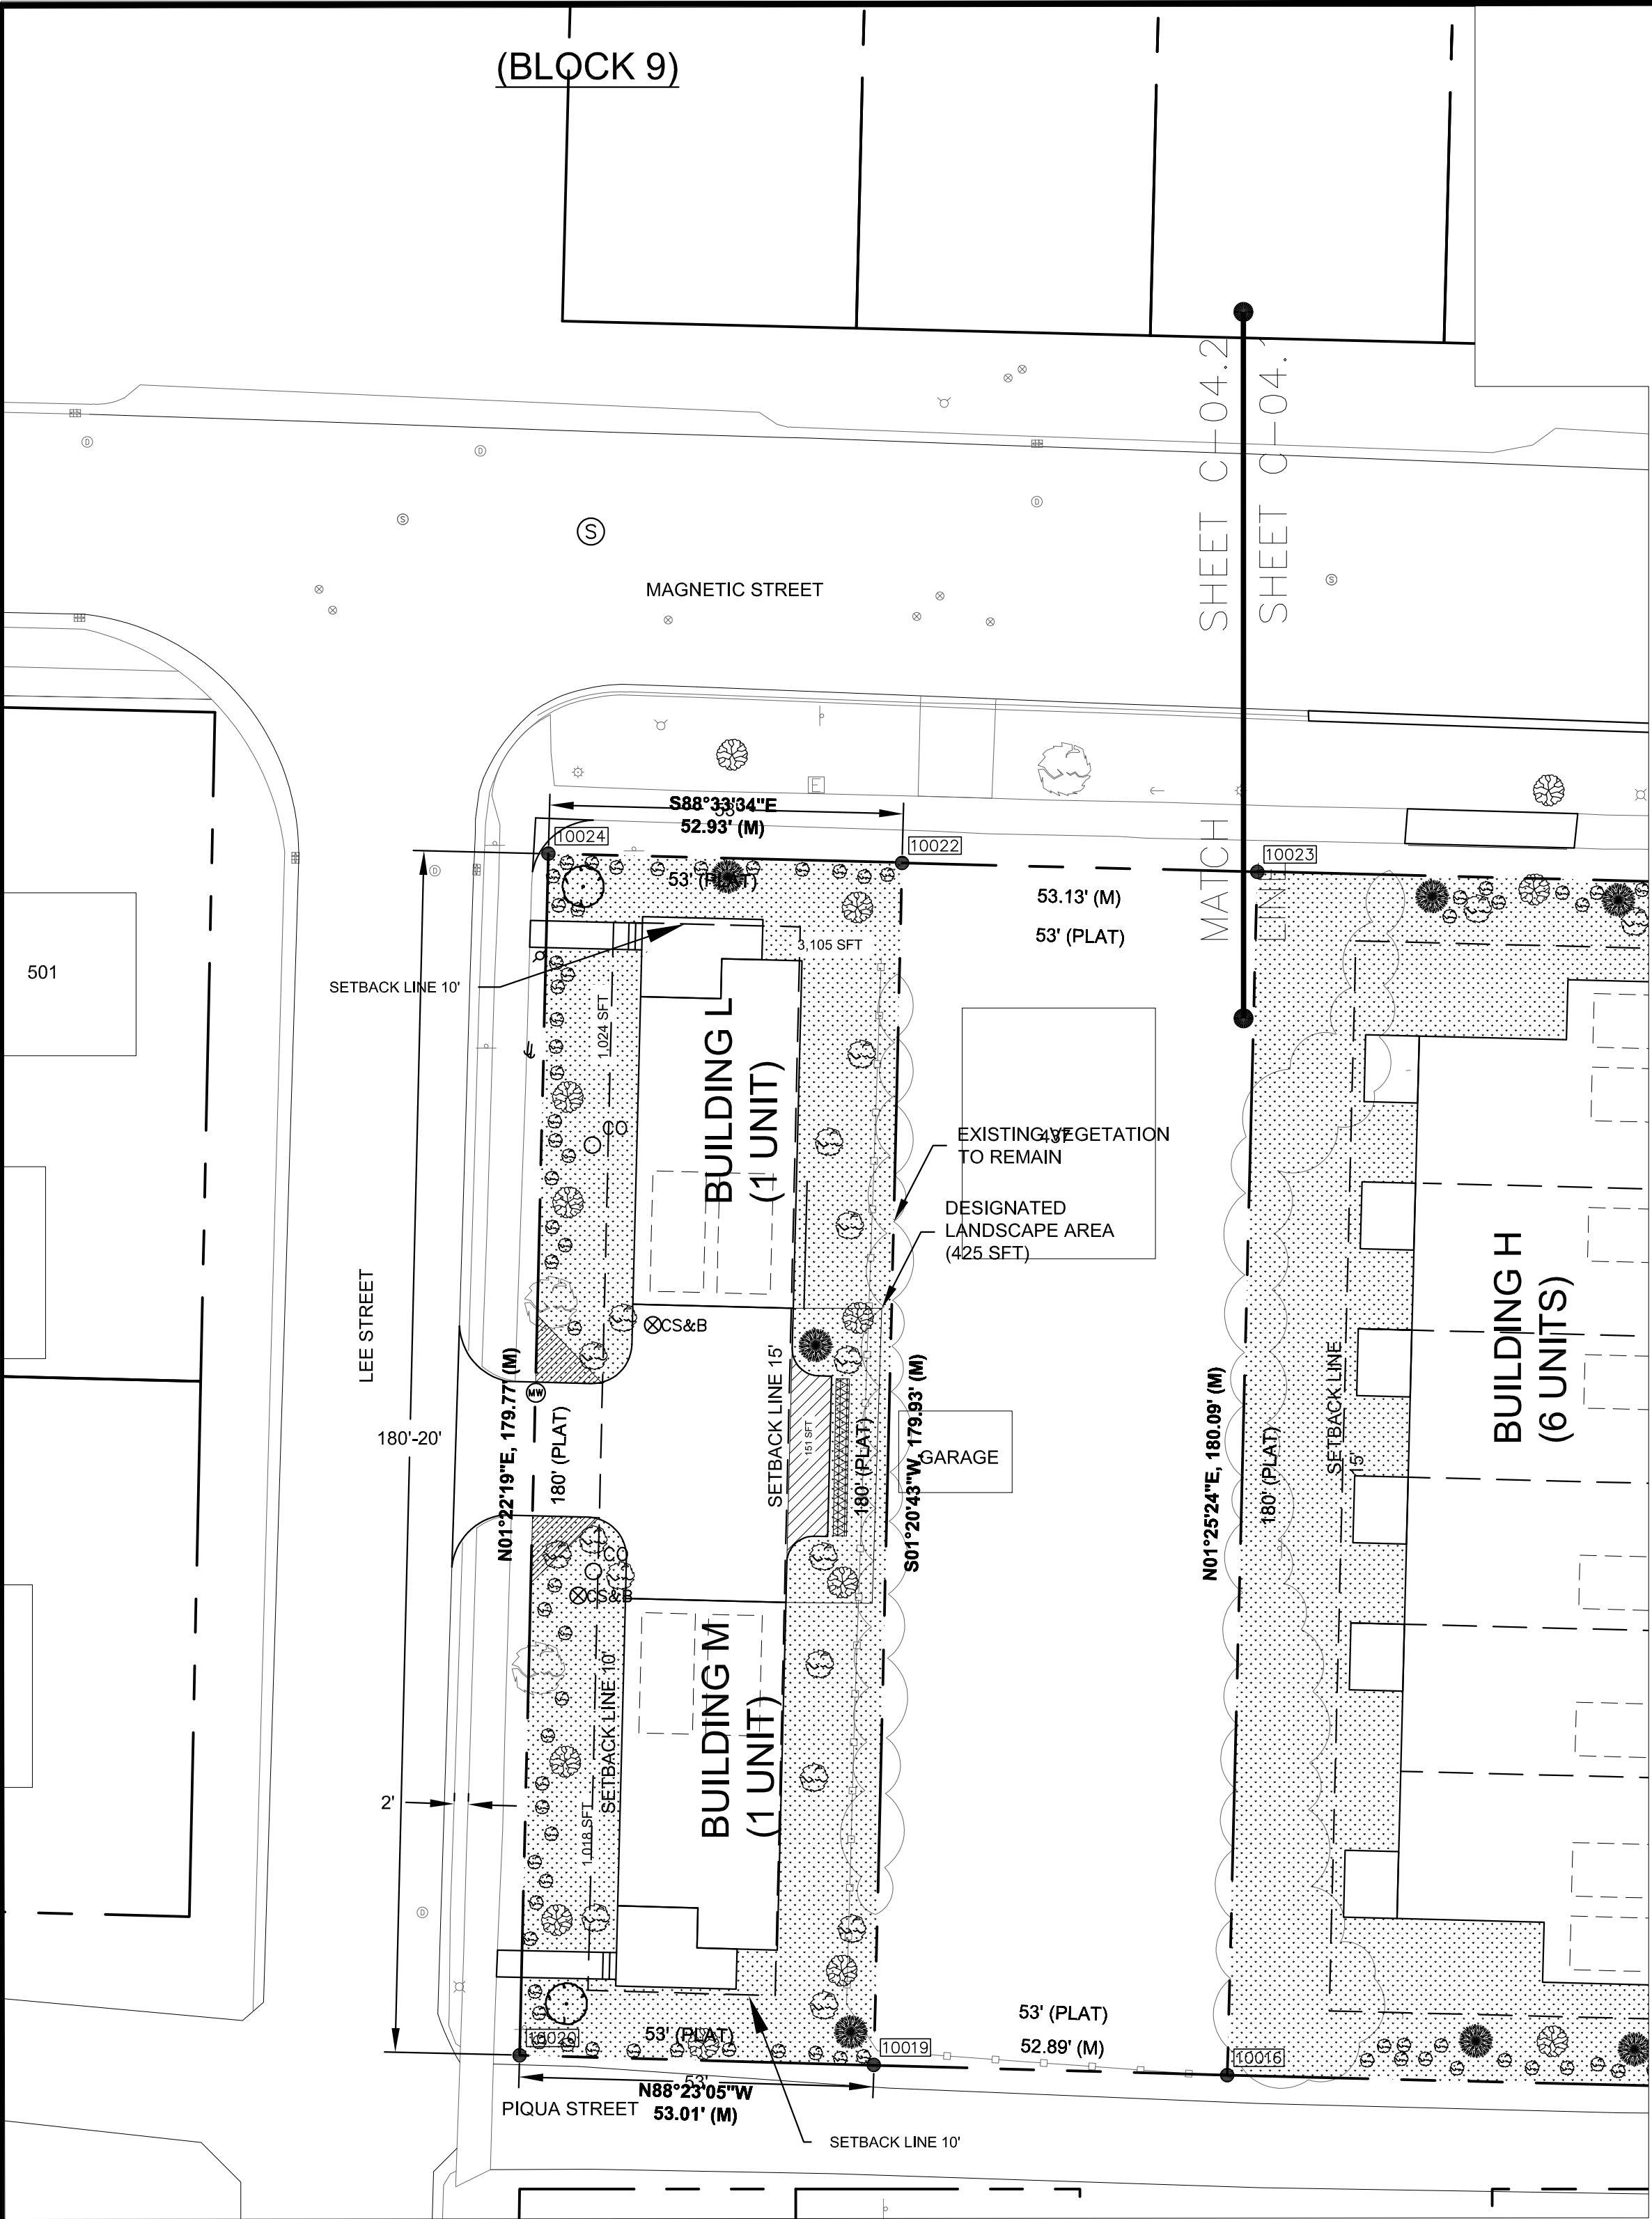 (BLOCK 9)
SHEET C-04.2
MATCH
LINE
S
D
D
D
S
S
MAGNETIC STREET
E
S88°33'34"E
53'
52.93' (M)
10024
10022
10023
D
53' (PLAT)
53.13' (M)
53' (PLAT)
3,105 SFT
501
SETBACK LINE 10'
1,024 SFT
BUILDING L
(1 UNIT)
CO
EXISTING VEGETATION
TO REMAIN
437
DESIGNATED
LANDSCAPE AREA
(425 SFT)
LEE STREET
CS&B
BUILDING H
(6 UNITS)
SETBACK LINE
15'
SETBACK LINE 15'
MW
N01°22'19"E, 179.77' (M)
180' (PLAT)
180'-20'
151 SFT
180' (PLAT)
S01°20'43"W, 179.93' (M)
GARAGE
N01°25'24"E, 180.09' (M)
180' (PLAT)
CO
CS&B
SETBACK LINE 10'
BUILDING M
(1 UNIT)
2'
1,018 SFT
D
53' (PLAT)
10020
53' (PLAT)
10019
52.89' (M)
10016
53'
N88°23'05"W
53.01' (M)
PIQUA STREET
SETBACK LINE 10'